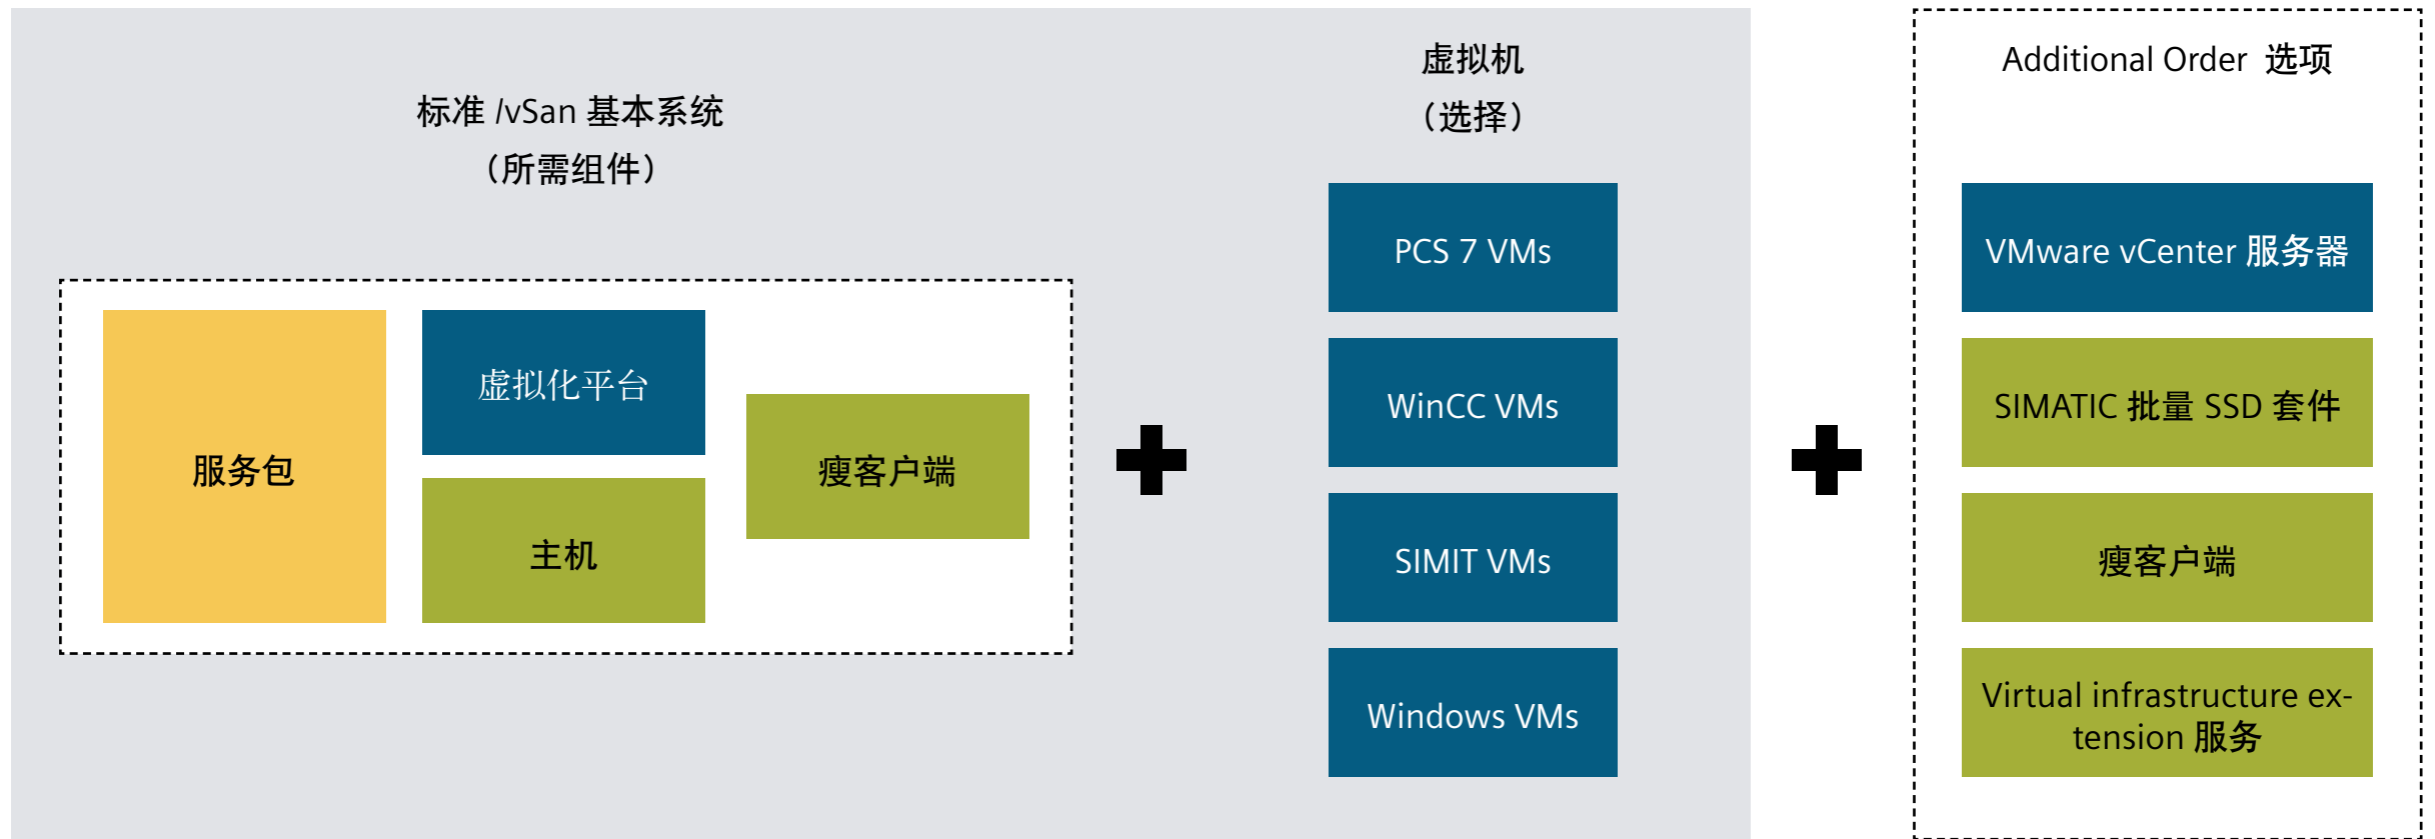 标准 /vSan 基本系统
（所需组件）
服务包
虚拟化平台
主机
瘦客户端
虚拟机
（选择）
PCS 7 VMs
WinCC VMs
SIMIT VMs
Windows VMs
Additional Order 选项
VMware vCenter 服务器
SIMATIC 批量 SSD 套件
瘦客户端
Virtual infrastructure ex-
tension 服务